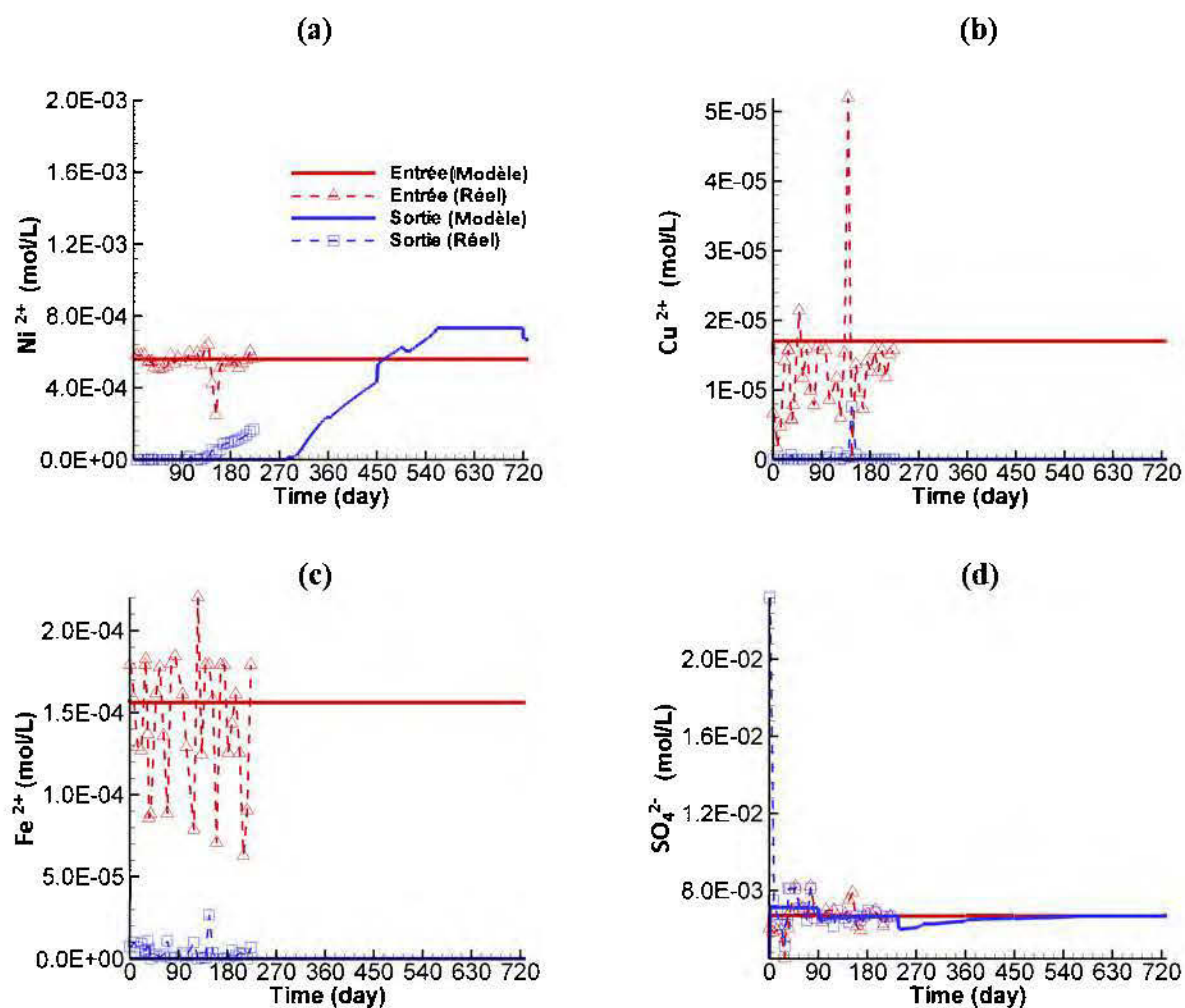 (a)
2.0E-03
1.6E-03
1.2E-03
8.0E-04
4.0E-04
0.0E+00
Ni 2+ (mol/L)
Entrée(Modèle)
Entrée (Réel)
Sortie (Modèle)
Sortie (Réel)
90 180 270 360 450 540 630 720
Time (day)
(b)
5E-05
4E-05
3E-05
2E-05
1E-05
0
Cu 2+ (mol/L)
0 90 180 270 360 450 540 630 720
Time (day)
(c)
2.0E-04
1.5E-04
1.0E-04
5.0E-05
0.0E+00
Fe 2+ (mol/L)
0 90 180 270 360 450 540 630 720
Time (day)
(d)
2.0E-02
1.6E-02
1.2E-02
8.0E-03
SO4 2- (mol/L)
0 90 180 270 360 450 540 630 720
Time (day)